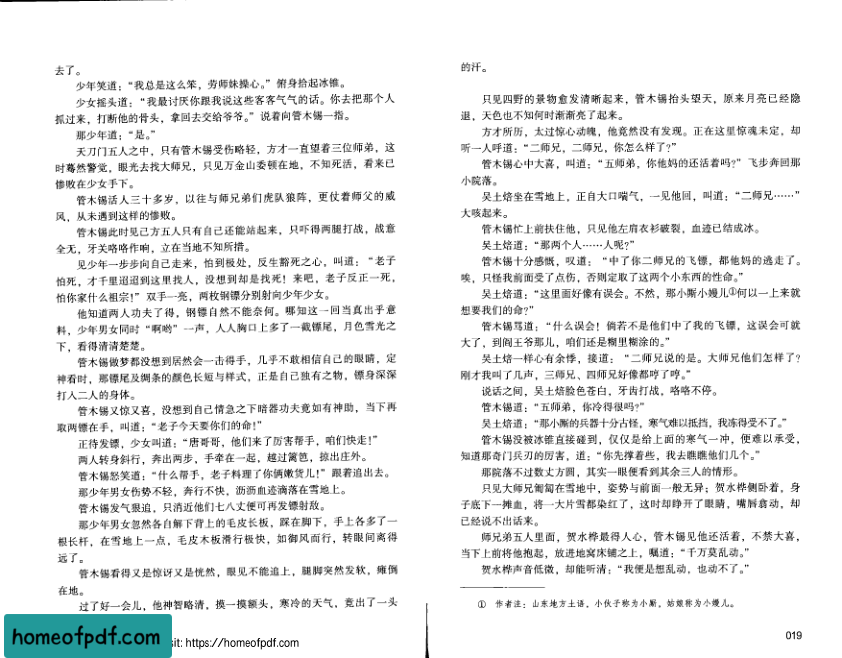 去了。
少年笑道：“我总是这么笨，劳师妹操心。”俯身拾起冰锥。
少女摇头道：“我最讨厌你跟我说这些客客气气的话。你去把那个人
抓过来，打断他的骨头，拿回去交给爷爷。”说着向管木锡一指。
那少年道：“是。”
天刀门五人之中，只有管木锡受伤略轻，方才一直望着三位师弟，这
时蓦然警觉，眼光去找大师兄，只见万金山委顿在地，不知死活，看来已
惨败在少女手下。
管木锡活人三十多岁，以往与师兄弟们虎队狼阵，更仗着师父的威
风，从未遇到这样的惨败。
管木锡此时见己方五人只有自己还能站起来，只吓得两腿打战，战意
全无，牙关咯咯作响，立在当地不知所措。
见少年一步步向自己走来，怕到极处，反生豁死之心，叫道：“老子
怕死，才千里迢迢到这里找人，没想到却是找死！来吧，老子反正一死，
怕你家什么祖宗！”双手一亮，两枚钢镖分别射向少年少女。
他知道两人功夫了得，钢镖自然不能奈何。哪知这一回当真出乎意
料，少年男女同时“啊哟”一声，人人胸口上多了一截镖尾，月色雪光之
下，看得清清楚楚。
管木锡做梦都没想到居然会一击得手，几乎不敢相信自己的眼睛，定
神看时，那镖尾及绸条的颜色长短与样式，正是自己独有之物，镖身深深
打入二人的身体。
管木锡又惊又喜，没想到自己情急之下暗器功夫竟如有神助，当下再
取两镖在手，叫道：“老子今天要你们的命！”
正待发镖，少女叫道：“唐哥哥，他们来了厉害帮手，咱们快走！”
两人转身斜行，奔出两步，手牵在一起，越过篱笆，掠出庄外。
管木锡怒笑道：“什么帮手，老子料理了你俩嫩货儿！”跟着追出去。
那少年男女伤势不轻，奔行不快，沥沥血迹滴落在雪地上。
管木锡发气狠追，只消近他们七八丈便可再发镖射敌。
那少年男女忽然各自解下背上的毛皮长板，踩在脚下，手上各多了一
根长杆，在雪地上一点，毛皮木板滑行极快，如御风而行，转眼间离得
远了。
管木锡看得又是惊讶又是恍然，眼见不能追上，腿脚突然发软，瘫倒
在地。
过了好一会儿，他神智略清，摸一摸额头，寒冷的天气，竟出了一头
的汗。
只见四野的景物愈发清晰起来，管木锡抬头望天，原来月亮已经隐
退，天色也不知何时渐渐亮了起来。
方才所历，太过惊心动魄，他竟然没有发现。正在这里惊魂未定，却
听一人呼道：“二师兄，二师兄，你怎么样了？”
管木锡心中大喜，叫道：“五师弟，你他妈的还活着吗？”飞步奔回那
小院落。
吴土焙坐在雪地上，正自大口喘气，一见他回，叫道：“二师兄……”
大咳起来。
管木锡忙上前扶住他，只见他左肩衣衫破裂，血迹已结成冰。
吴土焙道：“那两个人……人呢？”
管木锡十分感慨，叹道：“中了你二师兄的飞镖，都他妈的逃走了。
唉，只怪我前面受了点伤，否则定取了这两个小东西的性命。”
吴土焙道：“这里面好像有误会。不然，那小厮小嫚儿①何以一上来就
想要我们的命？”
管木锡骂道：“什么误会！倘若不是他们中了我的飞镖，这误会可就
大了，到阎王爷那儿，咱们还是糊里糊涂的。”
吴土焙一样心有余悸，接道：“二师兄说的是。大师兄他们怎样了？
刚才我叫了几声，三师兄、四师兄好像都哼了哼。”
说话之间，吴土焙脸色苍白，牙齿打战，咯咯不停。
管木锡道：“五师弟，你冷得很吗？”
吴土焙道：“那小厮的兵器十分古怪，寒气难以抵挡，我冻得受不了。”
管木锡没被冰锥直接碰到，仅仅是给上面的寒气一冲，便难以承受，
知道那奇门兵刃的厉害，道：“你先撑着些，我去瞧瞧他们几个。”
那院落不过数丈方圆，其实一眼便看到其余三人的情形。
只见大师兄匍匐在雪地中，姿势与前面一般无异；贺水桦侧卧着，身
子底下一摊血，将一大片雪都染红了，这时却睁开了眼睛，嘴唇翕动，却
已经说不出话来。
师兄弟五人里面，贺水桦最得人心，管木锡见他还活着，不禁大喜，
当下上前将他抱起，放进地窝床铺之上，嘱道：“千万莫乱动。”
贺水桦声音低微，却能听清：“我便是想乱动，也动不了。”
① 作者注：山东地方土语，小伙子称为小厮，姑娘称为小嫚儿。
019
homeofpdf.com
sit: https://homeofpdf.com